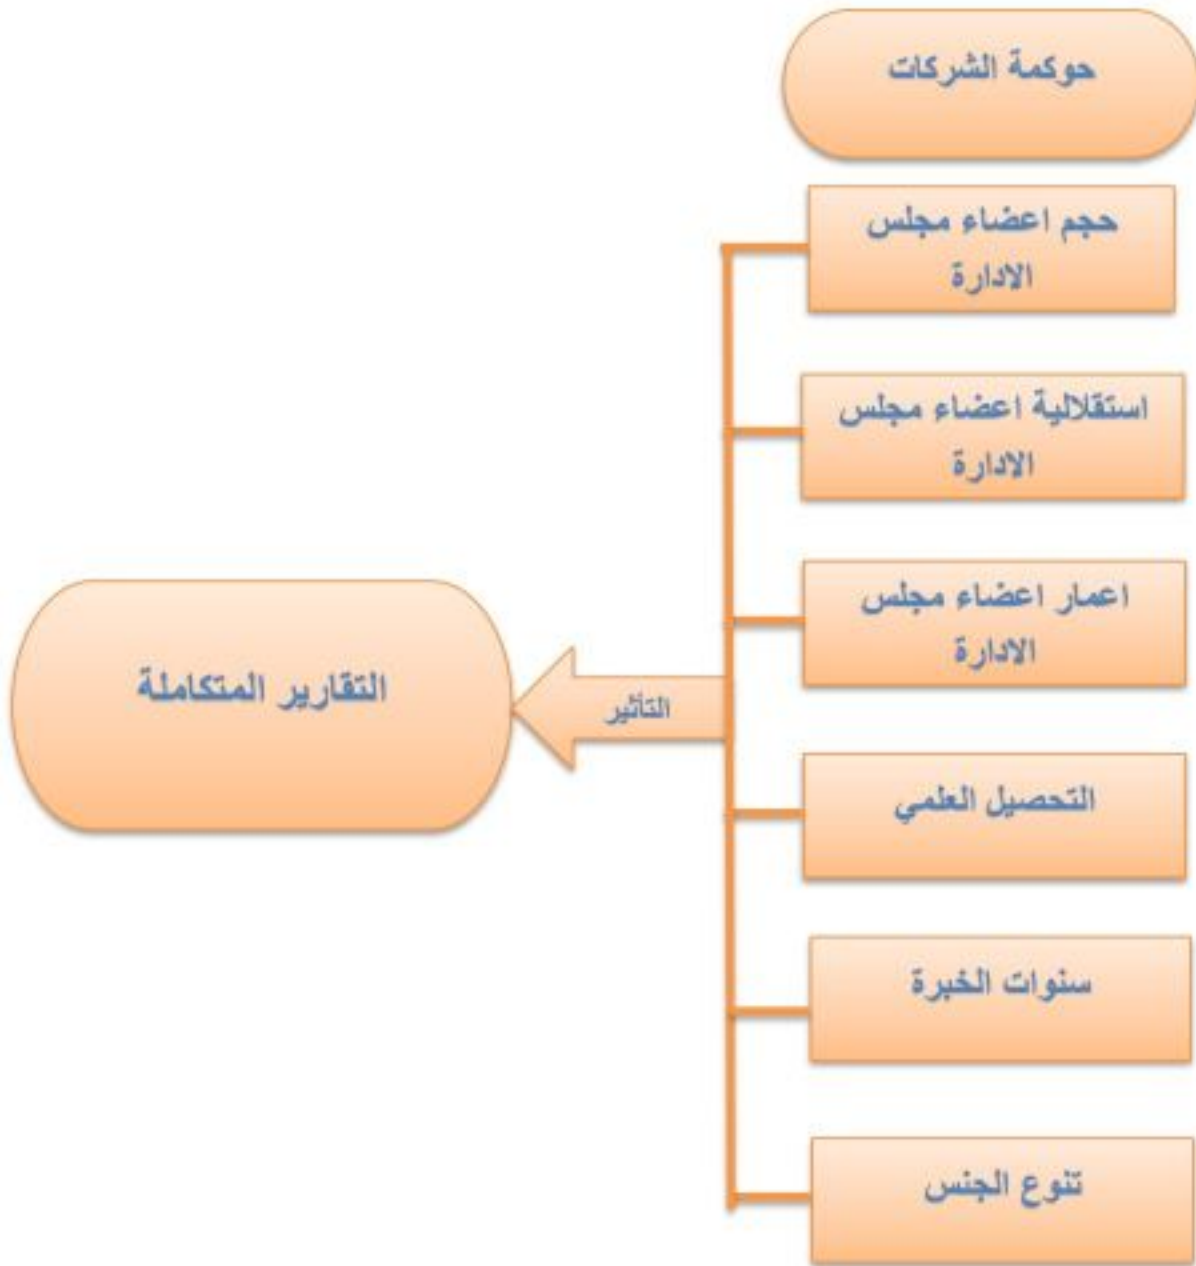 حوكمة الشركات
حجم اعضاء مجلس
الادارة
استقلالية اعضاء مجلس
الادارة
اعمار اعضاء مجلس
الادارة
التحصيل العلمي
سنوات الخبرة
تنوع الجنس
التأثير
التقارير المتكاملة